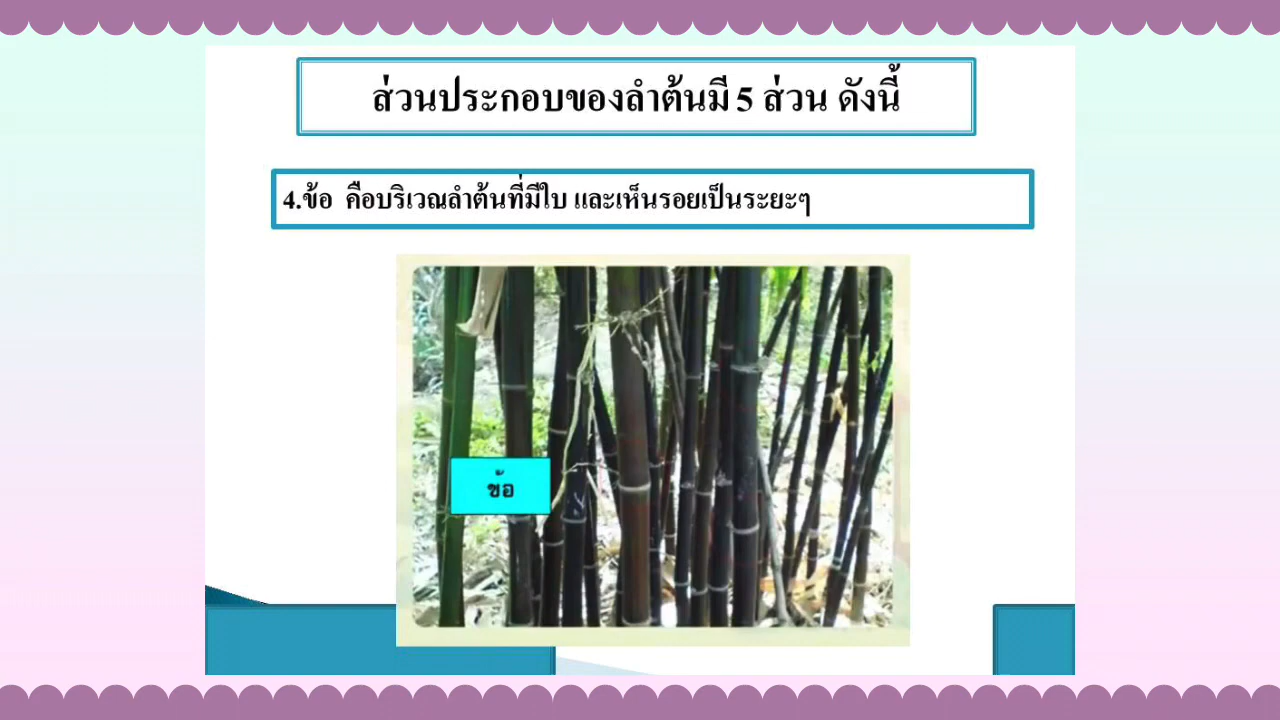 ส่วนประกอบของลำต้นมี 5 ส่วน ดังนี้
4.ข้อ คือบริเวณลำต้นที่มีใบ และเห็นรอยเป็นระยะๆ
ข้อ